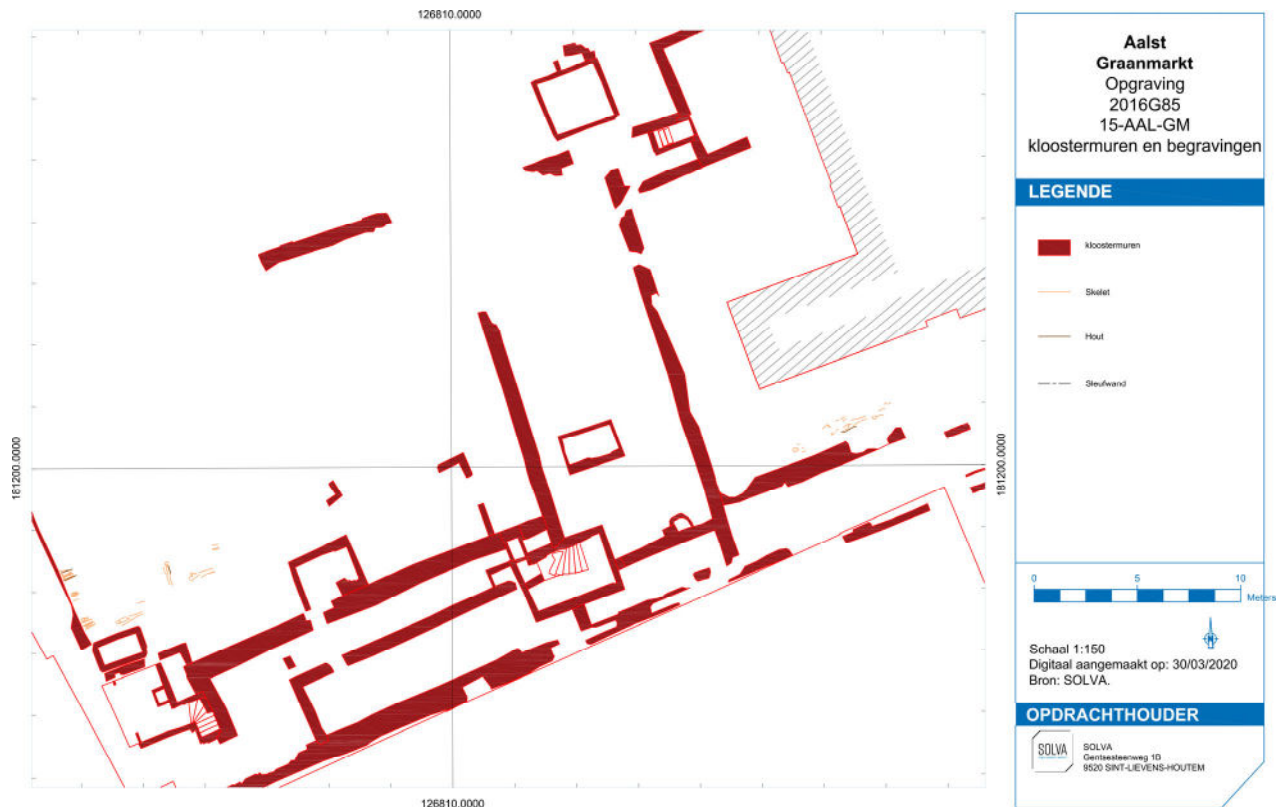 126810.0000
181200.0000
181200.0000
126810.0000
Aalst
Graanmarkt
Opgraving
2016G85
15-AAL-GM
kloostermuren en begravingen
LEGENDE
kloostermuren
Skelet
Hout
Sleufwand
0 5 10
Meters
N
Schaal 1:150
Digitaal aangemaakt op: 30/03/2020
Bron: SOLVA.
OPDRACHTHOUDER
SOLVA
SOLVA
Gentsesteenweg 1D
9520 SINT-LIEVENS-HOUTEM